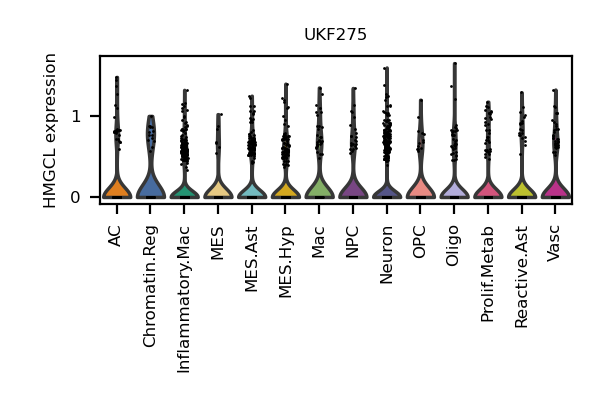 UKF275
HMGCL expression
1
0
AC
Chromatin.Reg
Inflammatory.Mac
MES
MES.Ast
MES.Hyp
Mac
NPC
Neuron
OPC
Oligo
Prolif.Metab
Reactive.Ast
Vasc